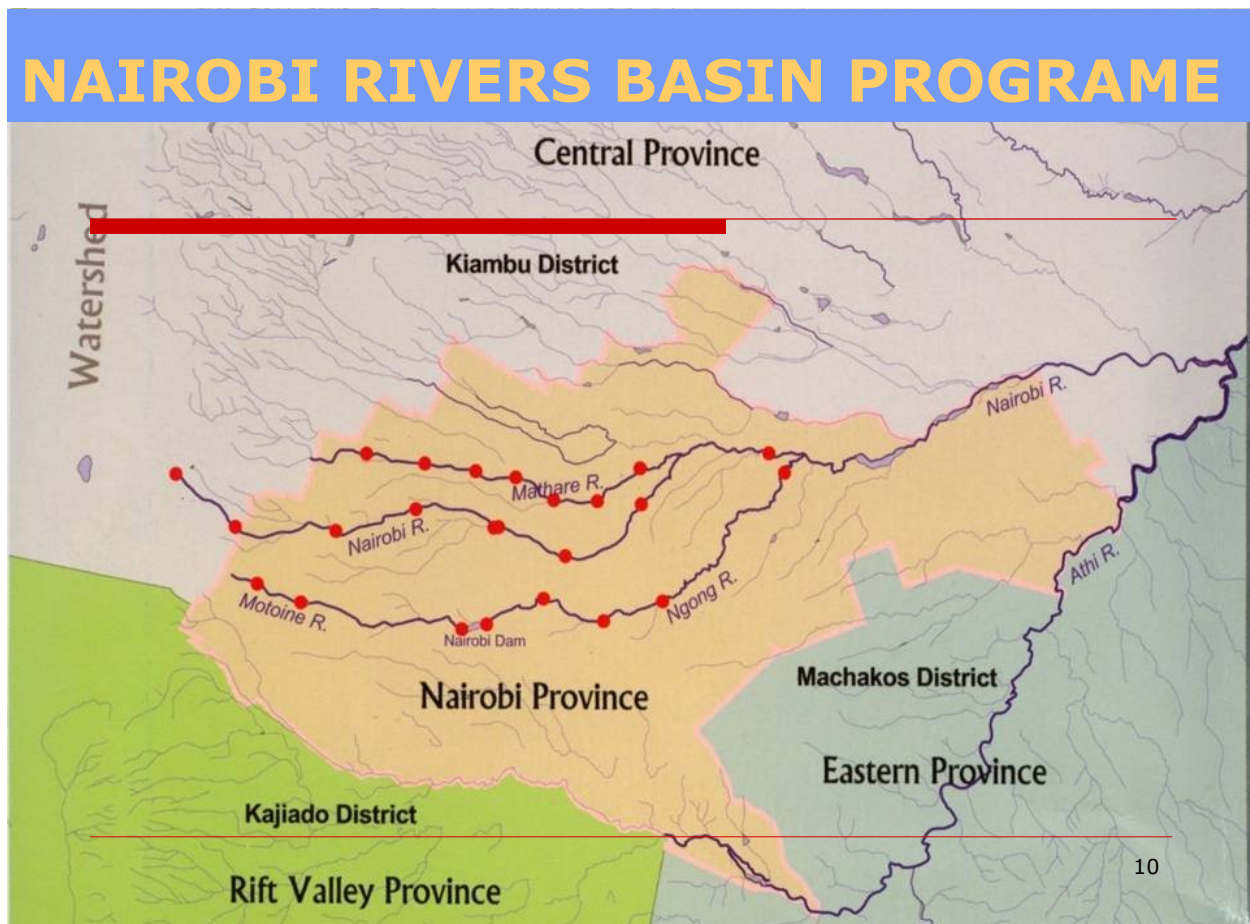 NAIROBI RIVERS BASIN PROGRAME
Central Province
Watershed
Kiambu District
Nairobi R.
Mathare R.
Nairobi R.
Athi R.
Ngong R.
Motoine R.
Nairobi Dam
Machakos District
Nairobi Province
Eastern Province
Kajiado District
10
Rift Valley Province